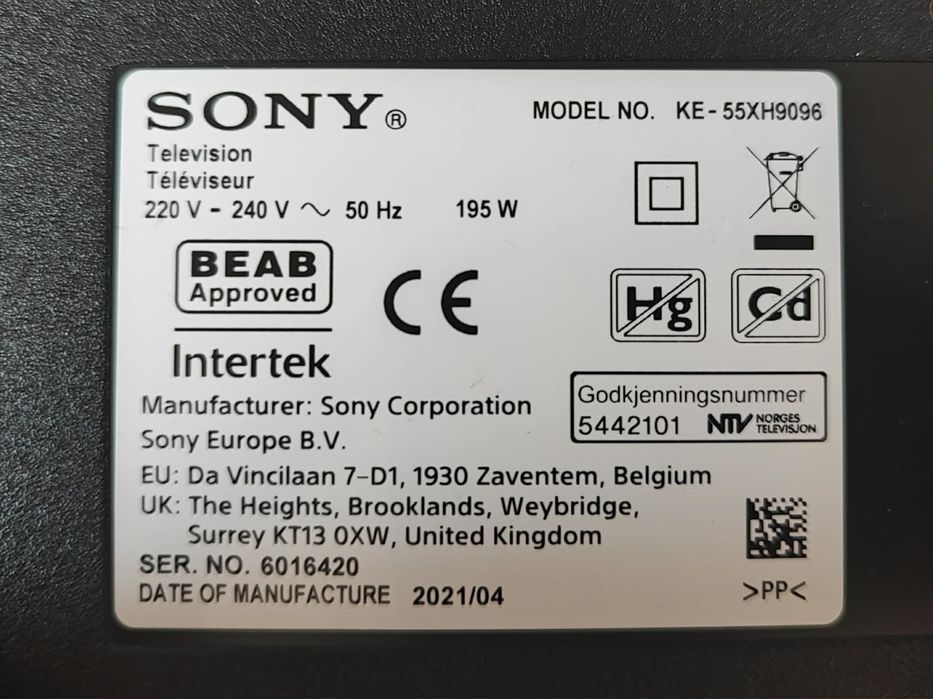 SONY®
MODEL NO. KE-55XH9096
Television
Téléviseur
220 V - 240 V ~ 50 Hz 195 W
BEAB
Approved
CE
Hg
Cd
Intertek
Godkjenningsnummer
5442101 NTV NORGES TELEVISJON
Manufacturer: Sony Corporation
Sony Europe B.V.
EU: Da Vincilaan 7-D1, 1930 Zaventem, Belgium
UK: The Heights, Brooklands, Weybridge,
Surrey KT13 0XW, United Kingdom
SER. NO. 6016420
DATE OF MANUFACTURE 2021/04
>PP<